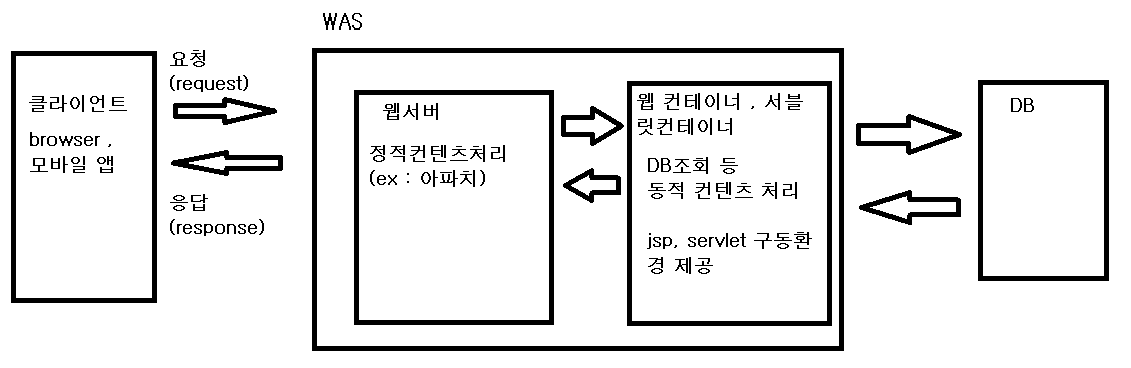 WAS
요청
(request)
클라이언트
browser ,
모바일 앱
응답
(response)
웹서버
정적컨텐츠처리
(ex : 아파치)
웹 컨테이너 , 서블
릿컨테이너
DB조회 등
동적 컨텐츠 처리
jsp, servlet 구동환
경 제공
DB